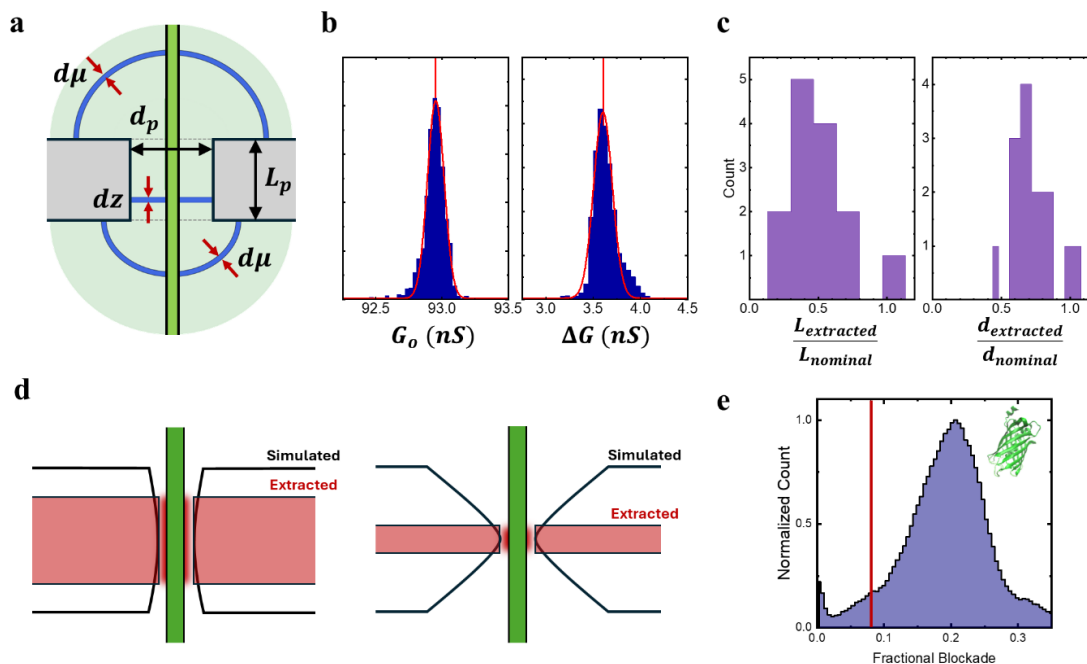 a
dμ
d_p
L_p
dz
dμ
b
92.5 93.0 93.5
G_o (nS)
3.0 3.5 4.0 4.5
ΔG (nS)
c
Count
5
4
3
2
1
0
0.0 0.5 1.0
L_extracted
L_nominal
4
3
2
1
0.0 0.5 1.0
d_extracted
d_nominal
d
Simulated
Extracted
Simulated
Extracted
e
Normalized Count
1.0
0.5
0.0
0.0 0.1 0.2 0.3
Fractional Blockade